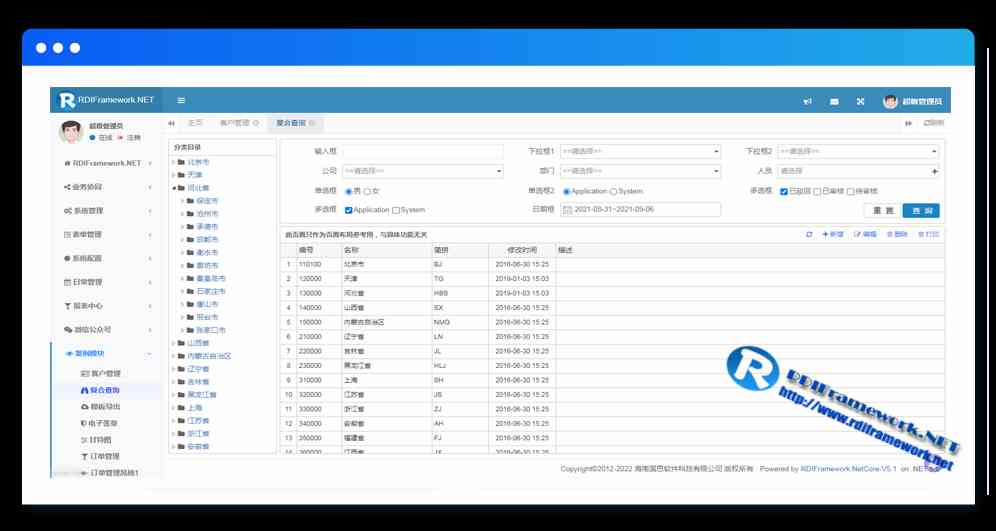 RDIFramework.NET
超级管理员
超级管理员
在线 注销
主页 客户管理 复合查询
刷新
RDIFramework.NET
业务协同
系统管理
表单管理
系统配置
日常管理
报表中心
微信公众号
案例模块
客户管理
复合查询
模板导出
电子签章
甘特图
订单管理
订单管理风格1
分类目录
北京市
天津
河北省
保定市
沧州市
承德市
邯郸市
衡水市
廊坊市
秦皇岛市
石家庄市
唐山市
邢台市
张家口市
山西省
内蒙古自治区
辽宁省
吉林省
黑龙江省
上海
江苏省
浙江省
安徽省
输入框 下拉框1 ==请选择== 下拉框2 ==请选择==
公司 ==请选择== 部门 ==请选择== 人员 请选择
单选框 男 女 单选框2 Application System 多选框 已驳回 已审核 待审核
多选框 Application System 日期框 2021-05-31~2021-05-06 重 置 查 询
此页面只作为页面布局参考用，与具体功能无关 新增 编辑 删除 打印
编号 名称 简拼 修改时间 描述
1 110100 北京市 BJ 2016-06-30 15:25
2 120000 天津 TG 2019-01-03 15:25
3 130000 河北省 HBS 2019-01-03 15:03
4 140000 山西省 SX 2016-06-30 15:25
5 150000 内蒙古自治区 NMG 2016-06-30 15:25
6 210000 辽宁省 LN 2016-06-30 15:25
7 220000 吉林省 JL 2016-06-30 15:25
8 230000 黑龙江省 HLJ 2016-06-30 15:25
9 310000 上海 SH 2016-06-30 15:25
10 320000 江苏省 JS 2016-06-30 15:25
11 330000 浙江省 ZJ 2016-06-30 15:25
12 340000 安徽省 AH 2016-06-30 15:25
13 350000 福建省 FJ 2016-06-30 15:25
14 360000 江西省 JX 2016-06-30 15:25
RDIFramework.NET
http://www.rdiframework.net
Copyright©2012-2022 海南国思软件科技有限公司 版权所有 Powered by RDIFramework.NetCore-V5.1 on .NET